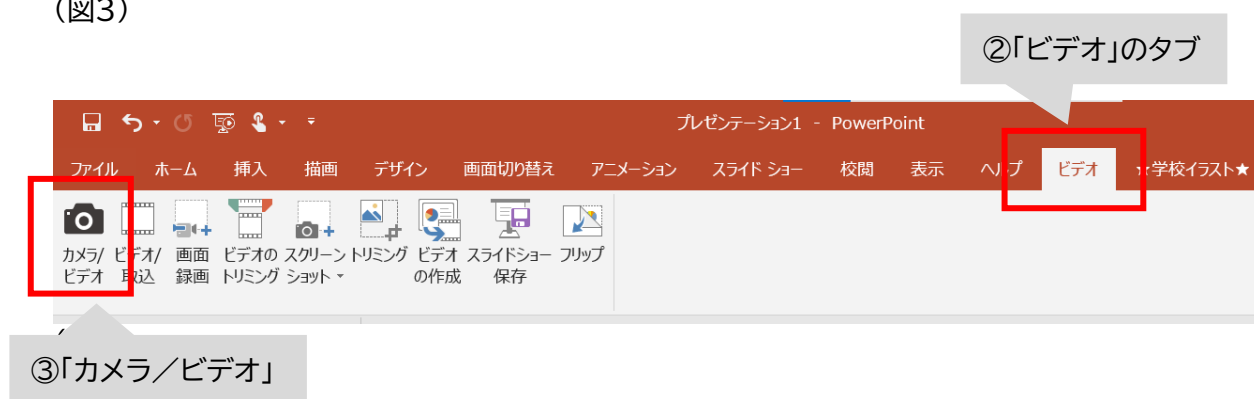 (図3)
②「ビデオ」のタブ
プレゼンテーション1 - PowerPoint
ファイル ホーム 挿入 描画 デザイン 画面切り替え アニメーション スライド ショー 校閲 表示 ヘルプ ビデオ ★学校イラスト★
カメラ/ ビデオ/ 画面 ビデオの スクリーン トリミング ビデオ スライドショー フリップ
ビデオ 取込 録画 トリミング ショット の作成 保存
③「カメラ/ビデオ」